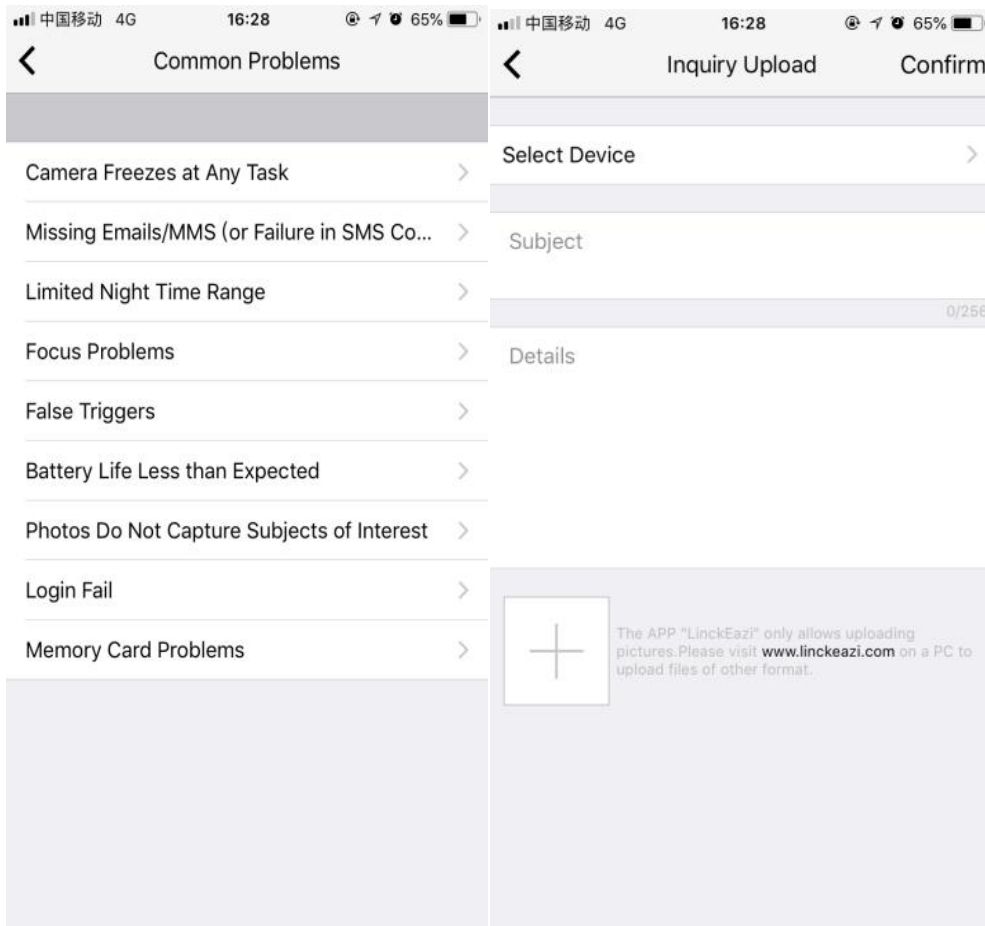 中国移动 4G 16:28 65%
Common Problems
Camera Freezes at Any Task
Missing Emails/MMS (or Failure in SMS Co...
Limited Night Time Range
Focus Problems
False Triggers
Battery Life Less than Expected
Photos Do Not Capture Subjects of Interest
Login Fail
Memory Card Problems
中国移动 4G 16:28 65%
Inquiry Upload Confirm
Select Device
Subject
0/256
Details
The APP "LinckEazi" only allows uploading
pictures.Please visit www.linckeazi.com on a PC to
upload files of other format.